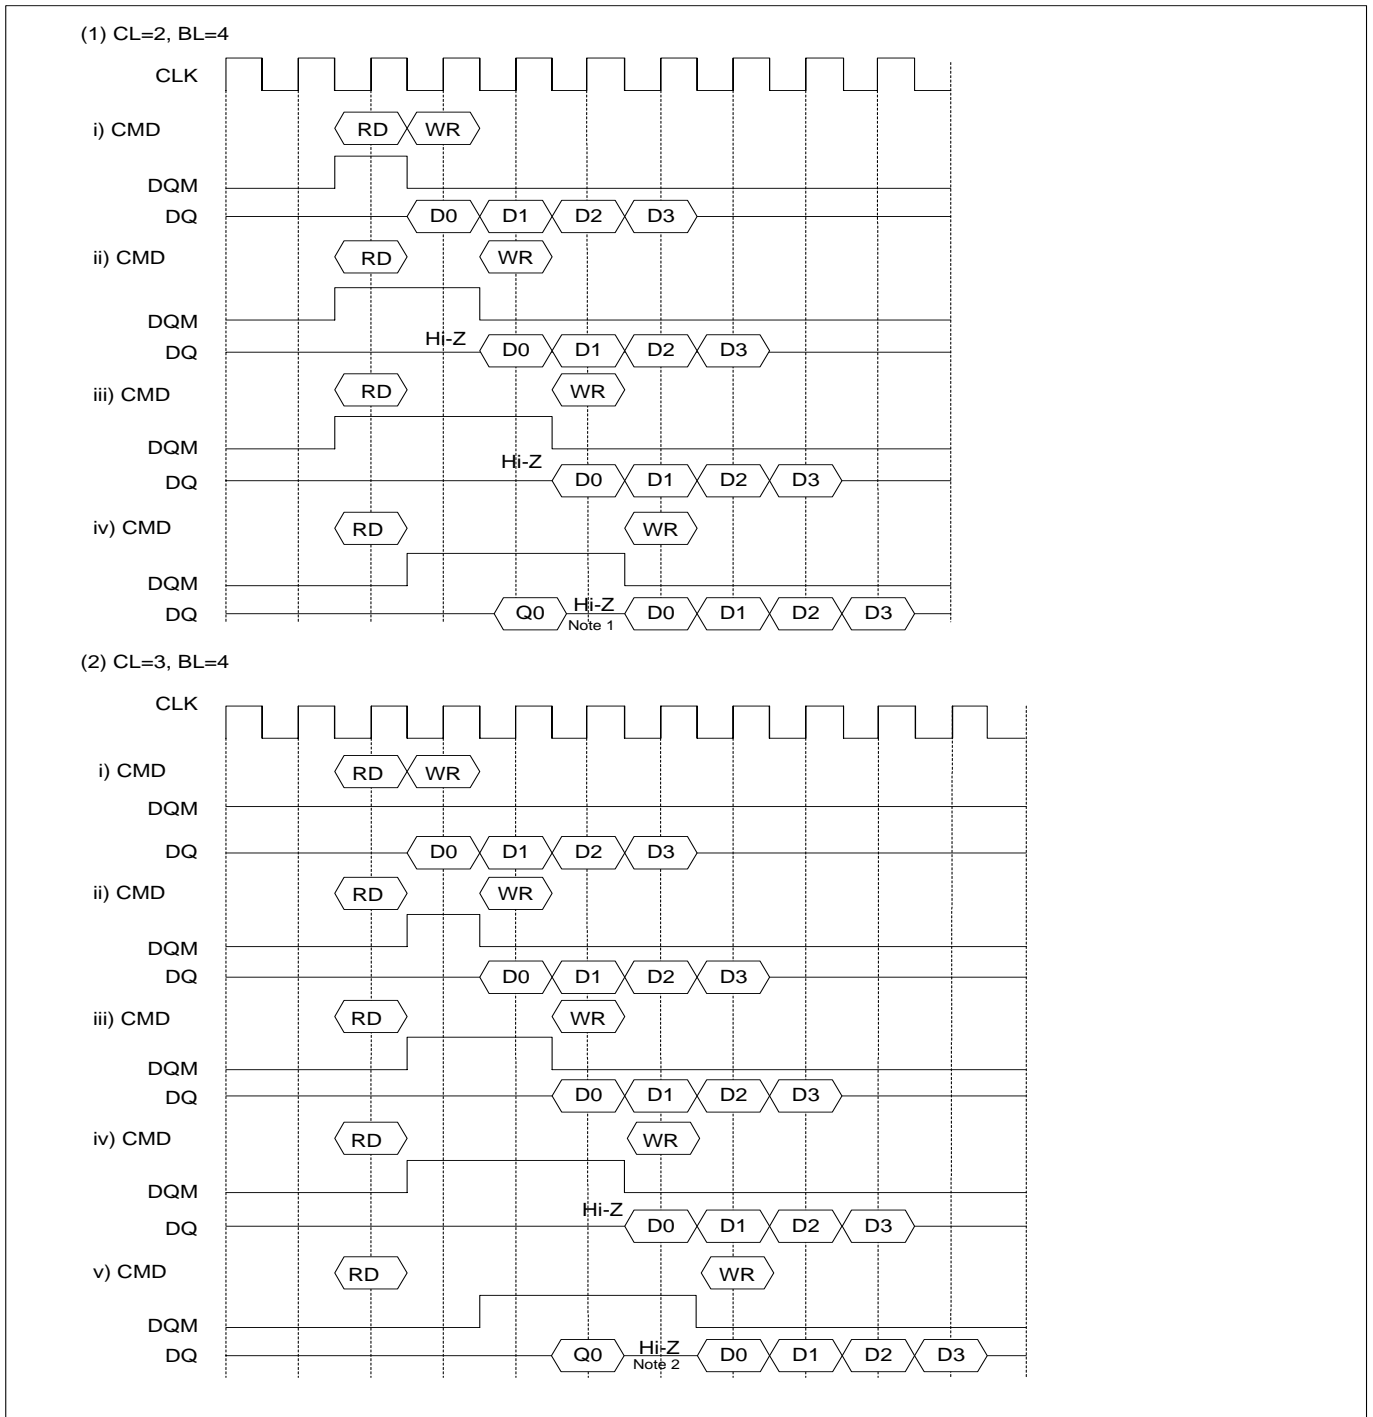 (1) CL=2, BL=4
CLK
i) CMD RD WR
DQM
DQ D0 D1 D2 D3
ii) CMD RD WR
DQM
Hi-Z
DQ D0 D1 D2 D3
iii) CMD RD WR
DQM
Hi-Z
DQ D0 D1 D2 D3
iv) CMD RD WR
DQM
DQ Q0 Hi-Z D0 D1 D2 D3
Note 1
(2) CL=3, BL=4
CLK
i) CMD RD WR
DQM
DQ D0 D1 D2 D3
ii) CMD RD WR
DQM
DQ D0 D1 D2 D3
iii) CMD RD WR
DQM
DQ D0 D1 D2 D3
iv) CMD RD WR
DQM
Hi-Z
DQ D0 D1 D2 D3
v) CMD RD WR
DQM
DQ Q0 Hi-Z D0 D1 D2 D3
Note 2